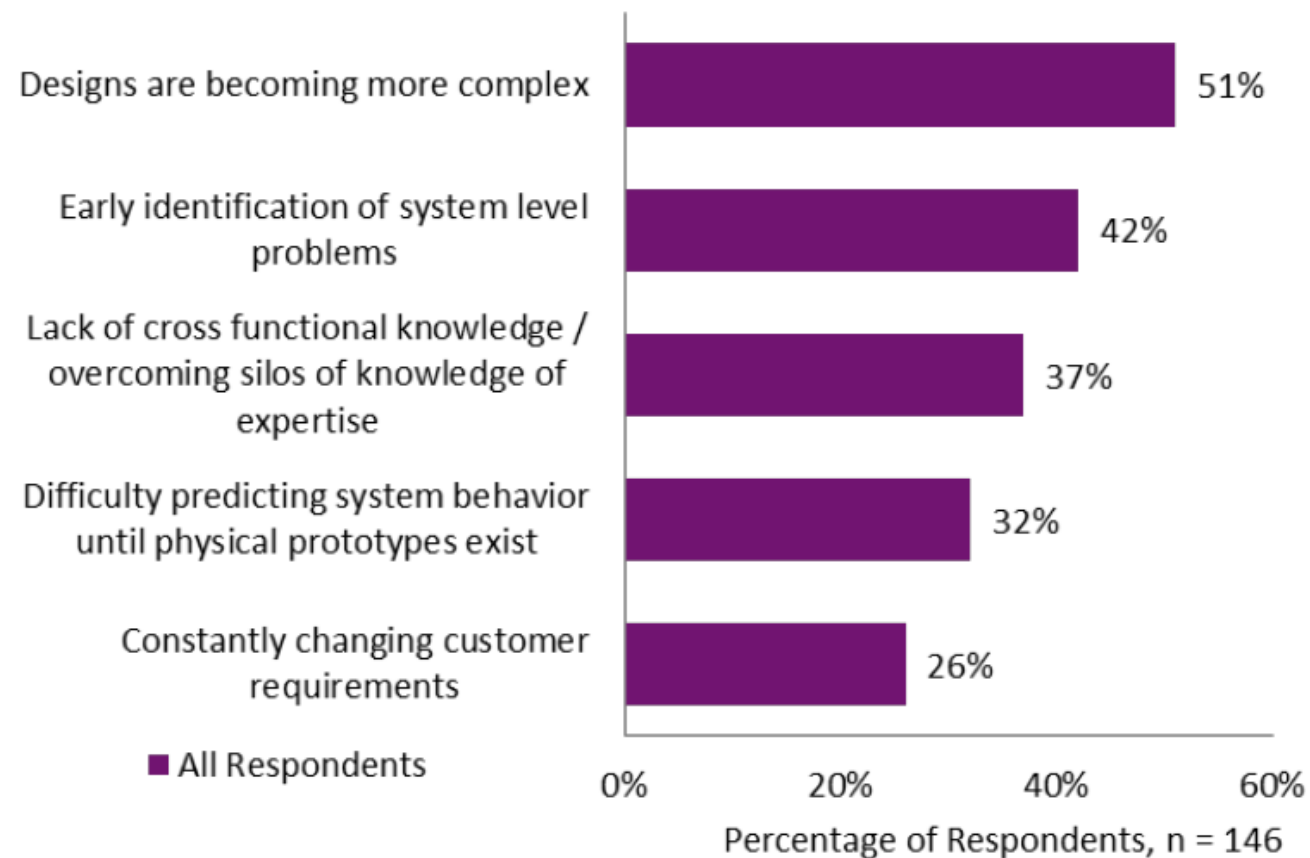 Designs are becoming more complex
51%
Early identification of system level
problems
42%
Lack of cross functional knowledge /
overcoming silos of knowledge of
expertise
37%
Difficulty predicting system behavior
until physical prototypes exist
32%
Constantly changing customer
requirements
26%
All Respondents
0% 20% 40% 60%
Percentage of Respondents, n = 146